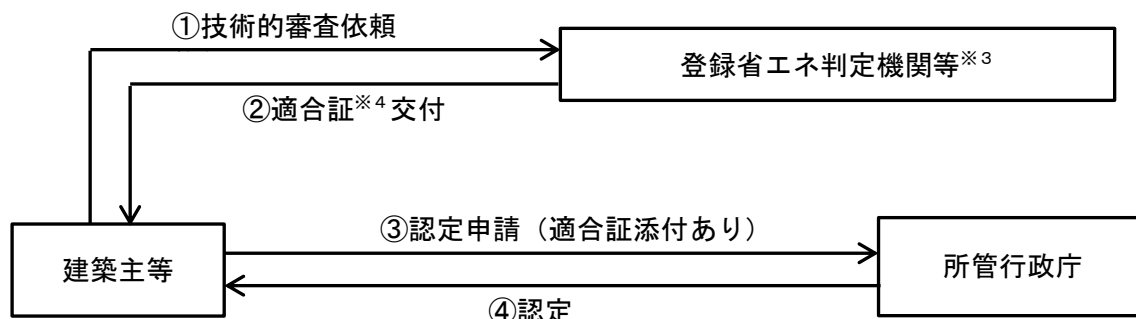 ①技術的審査依頼
登録省エネ判定機関等※3
②適合証※4交付
③認定申請（適合証添付あり）
建築主等
所管行政庁
④認定